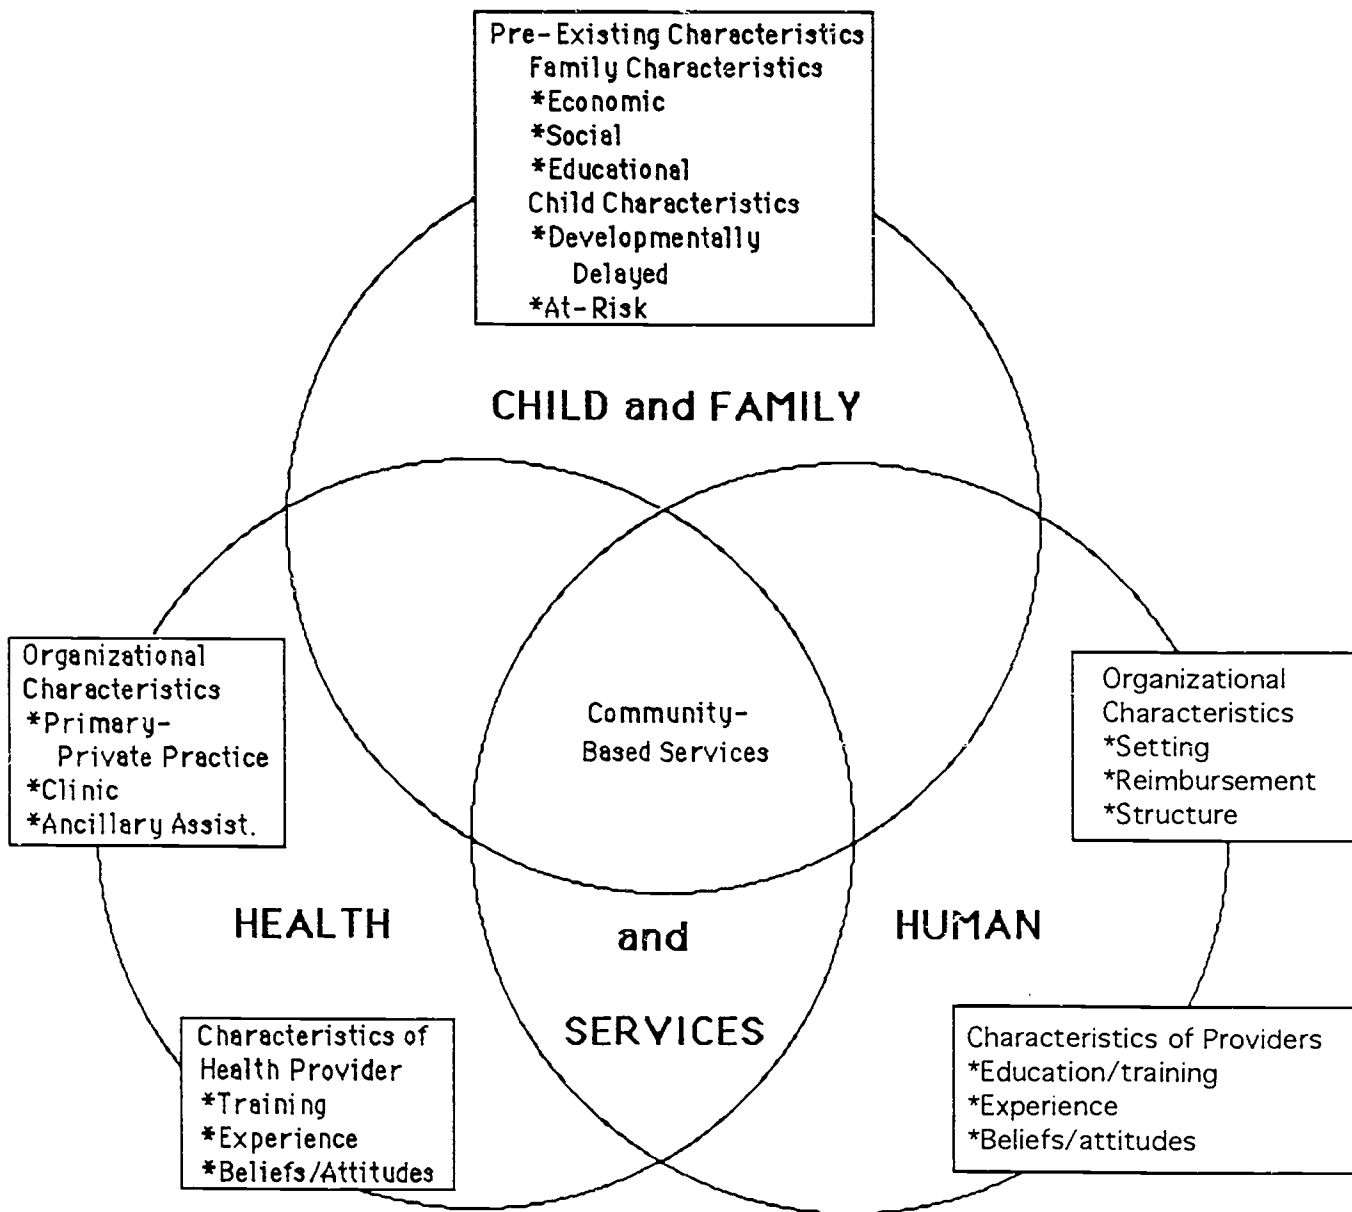 Pre-Existing Characteristics
Family Characteristics
*Economic
*Social
*Educational
Child Characteristics
*Developmentally
Delayed
*At-Risk
CHILD and FAMILY
Organizational
Characteristics
*Primary-
Private Practice
*Clinic
*Ancillary Assist.
Community-
Based Services
Organizational
Characteristics
*Setting
*Reimbursement
*Structure
HEALTH
and
HUMAN
SERVICES
Characteristics of
Health Provider
*Training
*Experience
*Beliefs/Attitudes
Characteristics of Providers
*Education/training
*Experience
*Beliefs/attitudes